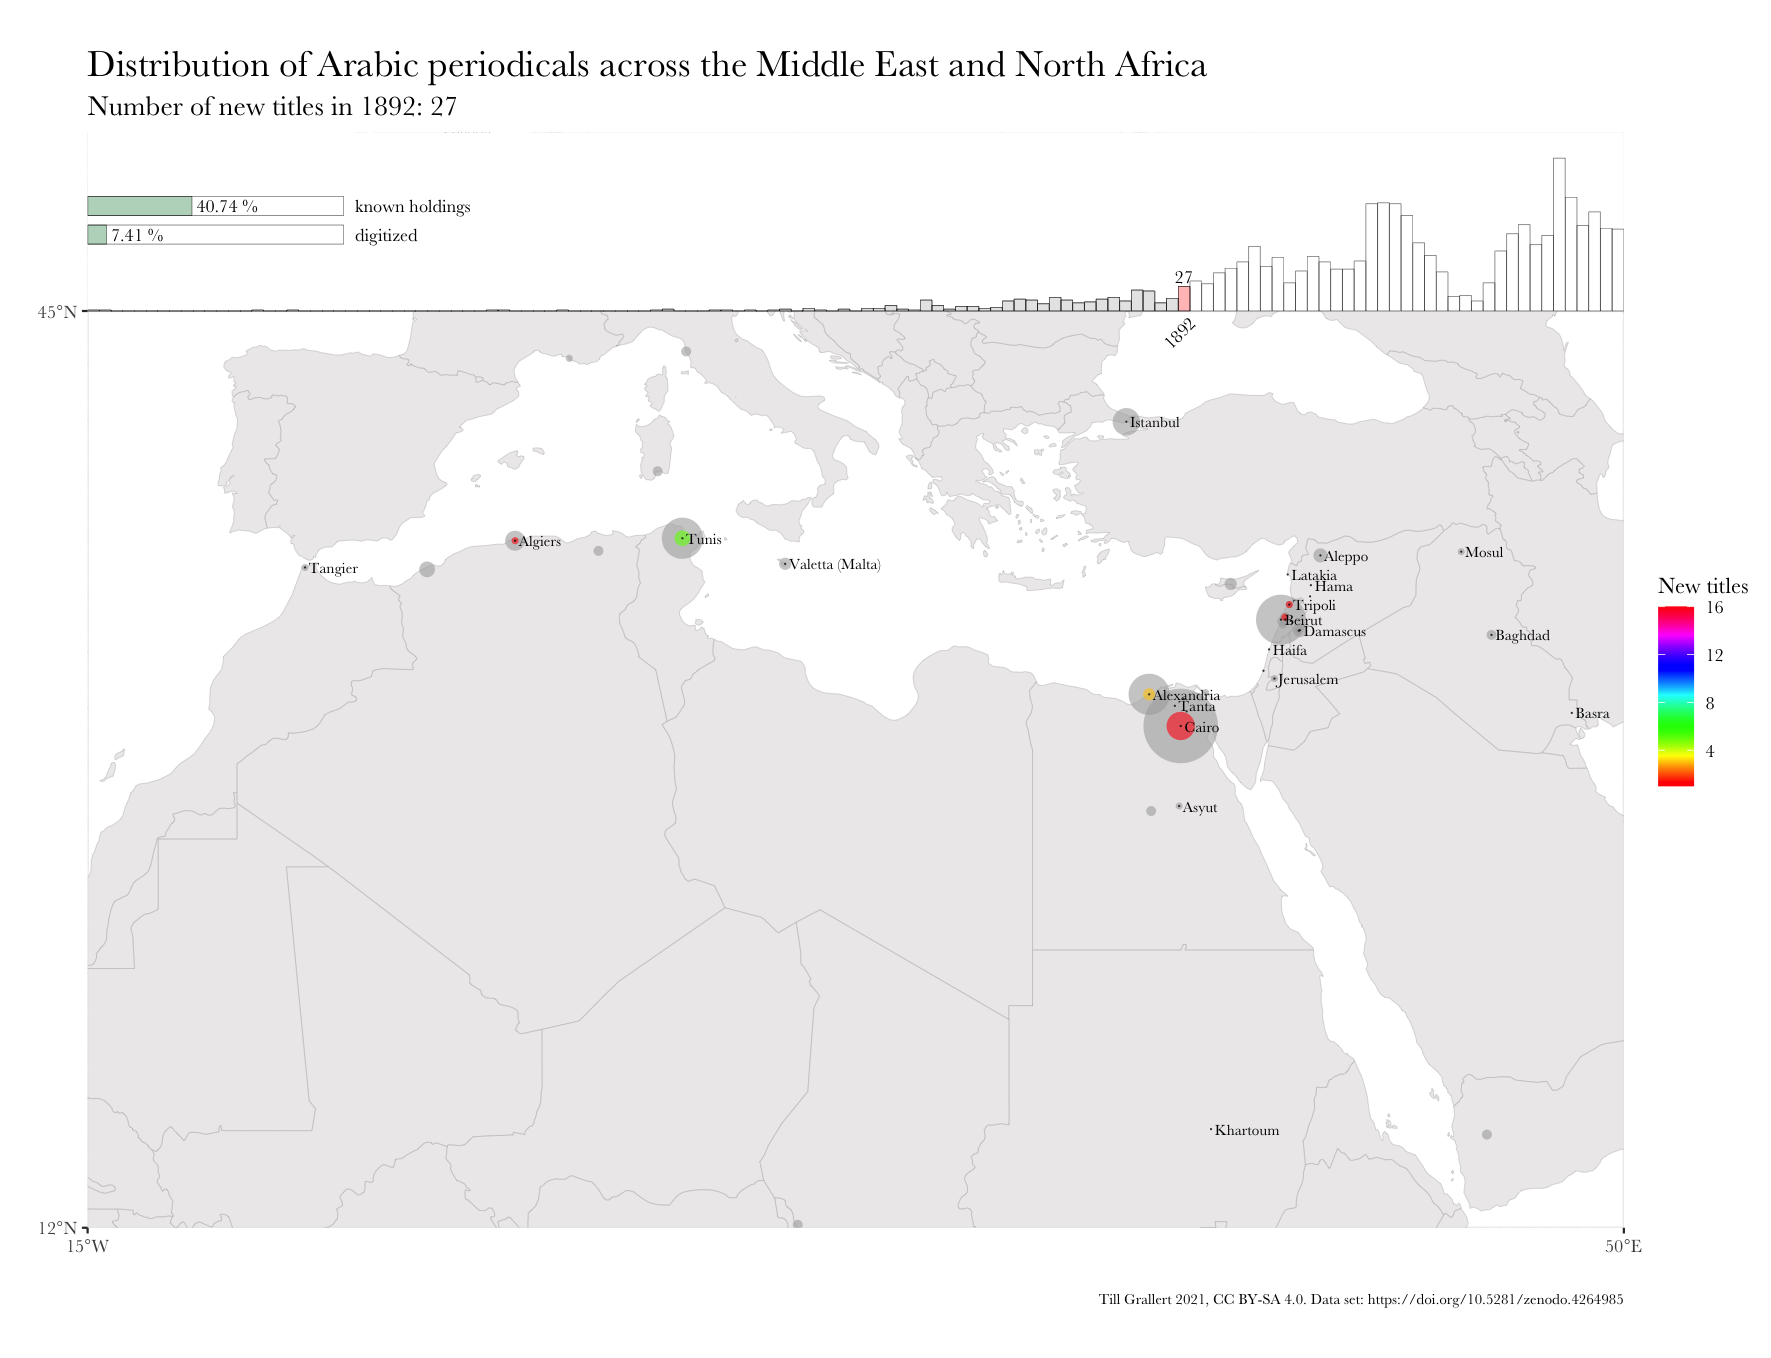 Distribution of Arabic periodicals across the Middle East and North Africa
Number of new titles in 1892: 27
40.74 %
known holdings
7.41 %
digitized
27
1892
45°N
Istanbul
Algiers
Tunis
Tangier
Valetta (Malta)
Aleppo
Mosul
Latakia
Hama
Tripoli
Beirut
Damascus
Baghdad
Haifa
Jerusalem
Alexandria
Tanta
Cairo
Basra
Asyut
Khartoum
New titles
16
12
8
4
12°N
15°W
50°E
Till Grallert 2021, CC BY-SA 4.0. Data set: https://doi.org/10.5281/zenodo.4264985